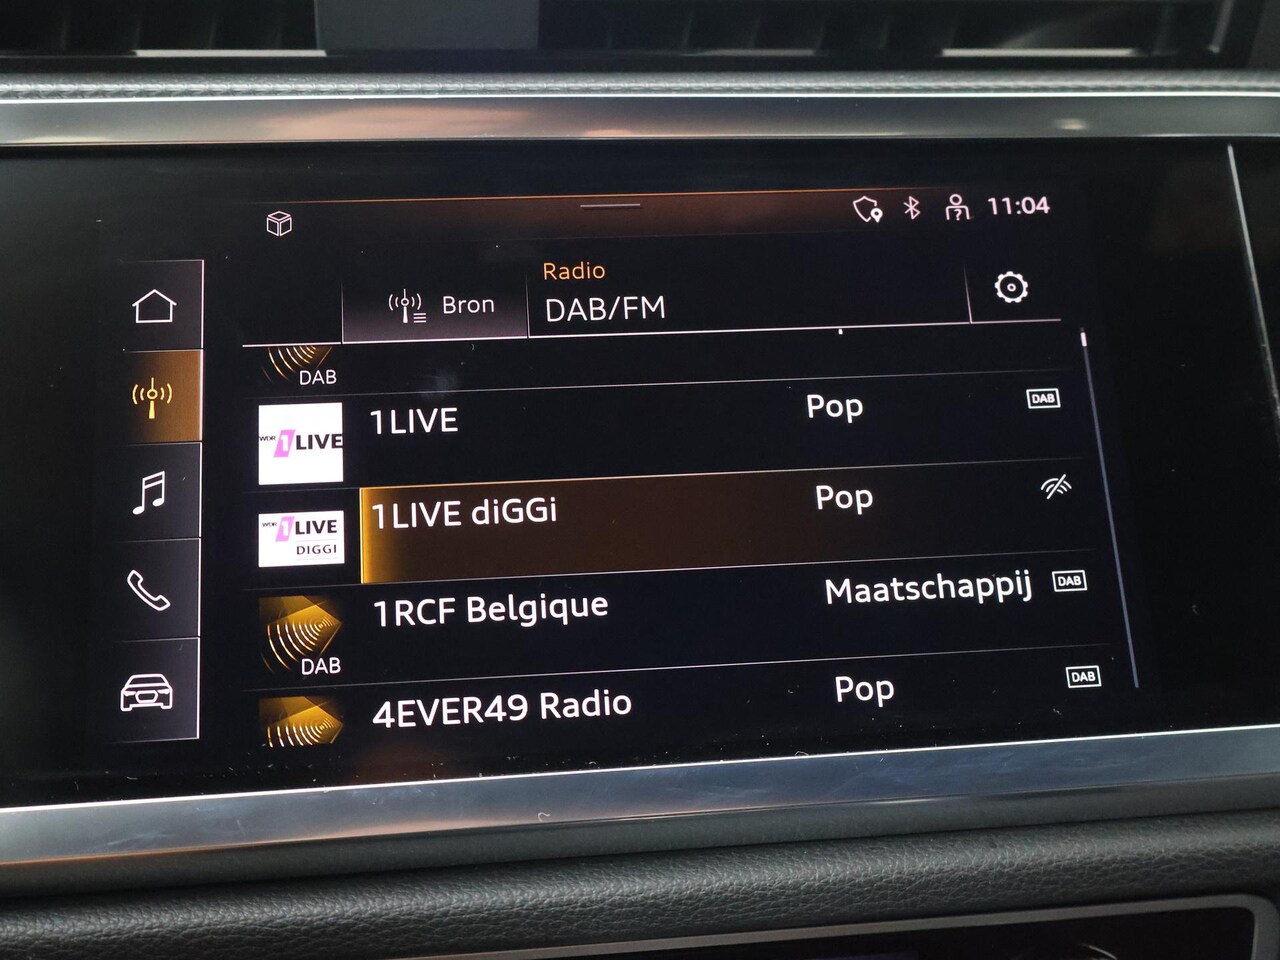 11:04
Bron
Radio
DAB/FM
DAB
WDR 1LIVE
1LIVE
Pop
DAB
WDR 1LIVE
DIGGI
1LIVE diGGi
Pop
DAB
1RCF Belgique
Maatschappij
DAB
4EVER49 Radio
Pop
DAB